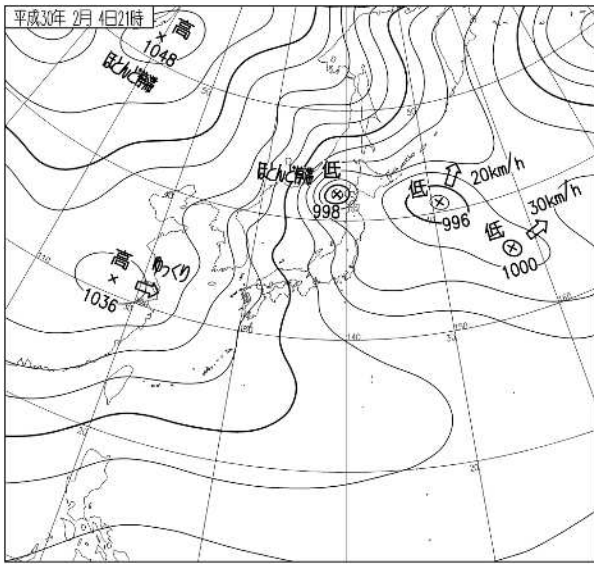 平成30年 2月 4日21時
高
1048
ほとんど停滞
ほとんど停滞
低
998
低
996
20km/h
低
1000
30km/h
高
1036
ゆっくり